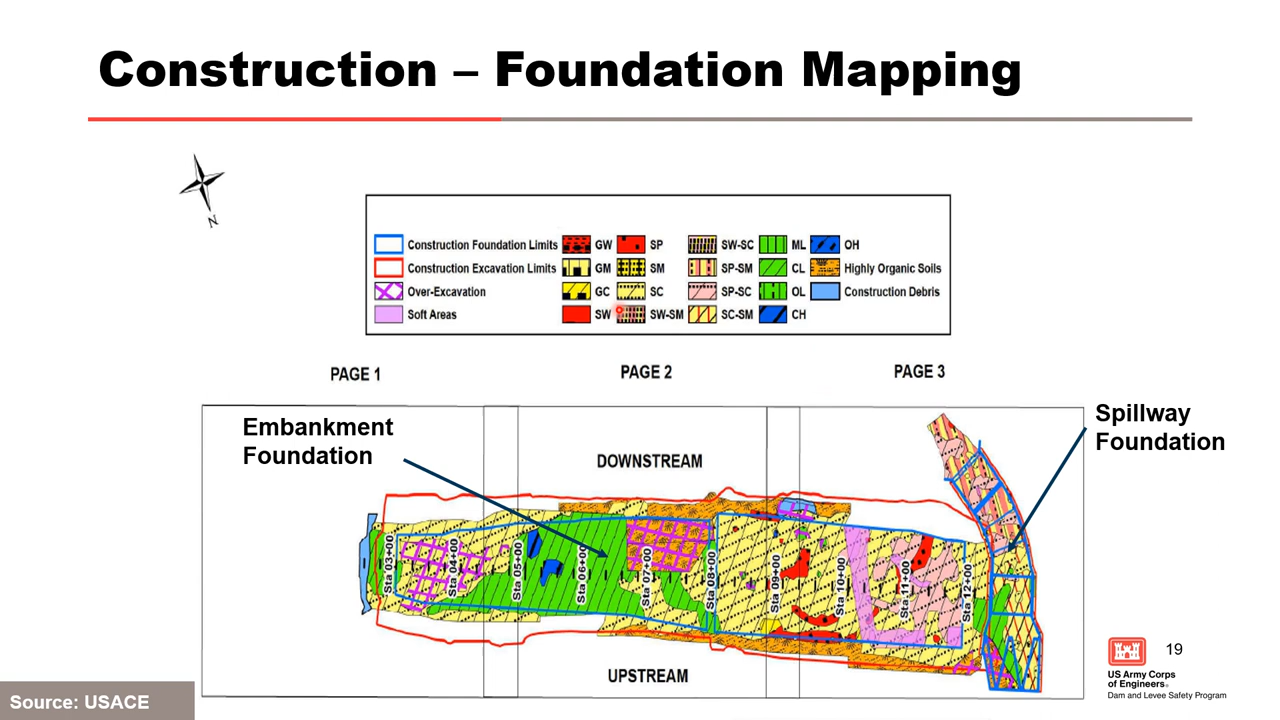 Construction – Foundation Mapping
N
Construction Foundation Limits
Construction Excavation Limits
Over-Excavation
Soft Areas
GW
GM
GC
SW
SP
SM
SC
SW-SM
SW-SC
SP-SM
SP-SC
SC-SM
ML
CL
OL
CH
OH
Highly Organic Soils
Construction Debris
PAGE 1
PAGE 2
PAGE 3
Embankment
Foundation
Spillway
Foundation
DOWNSTREAM
Sta 03+00
Sta 04+00
Sta 05+00
Sta 06+00
Sta 07+00
Sta 08+00
Sta 09+00
Sta 10+00
Sta 11+00
Sta 12+00
UPSTREAM
19
US Army Corps
of Engineers®
Dam and Levee Safety Program
Source: USACE